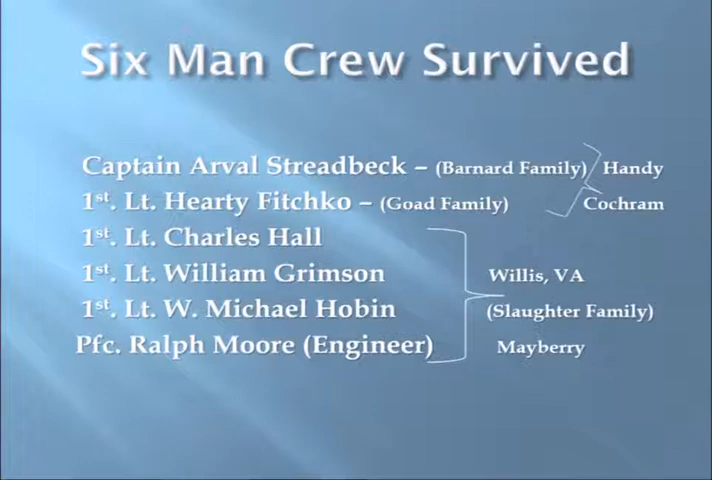 Six Man Crew Survived
Captain Arval Streadbeck – (Barnard Family) Handy
1st. Lt. Hearty Fitchko – (Goad Family) Cochram
1st. Lt. Charles Hall
1st. Lt. William Grimson Willis, VA
1st. Lt. W. Michael Hobin (Slaughter Family)
Pfc. Ralph Moore (Engineer) Mayberry